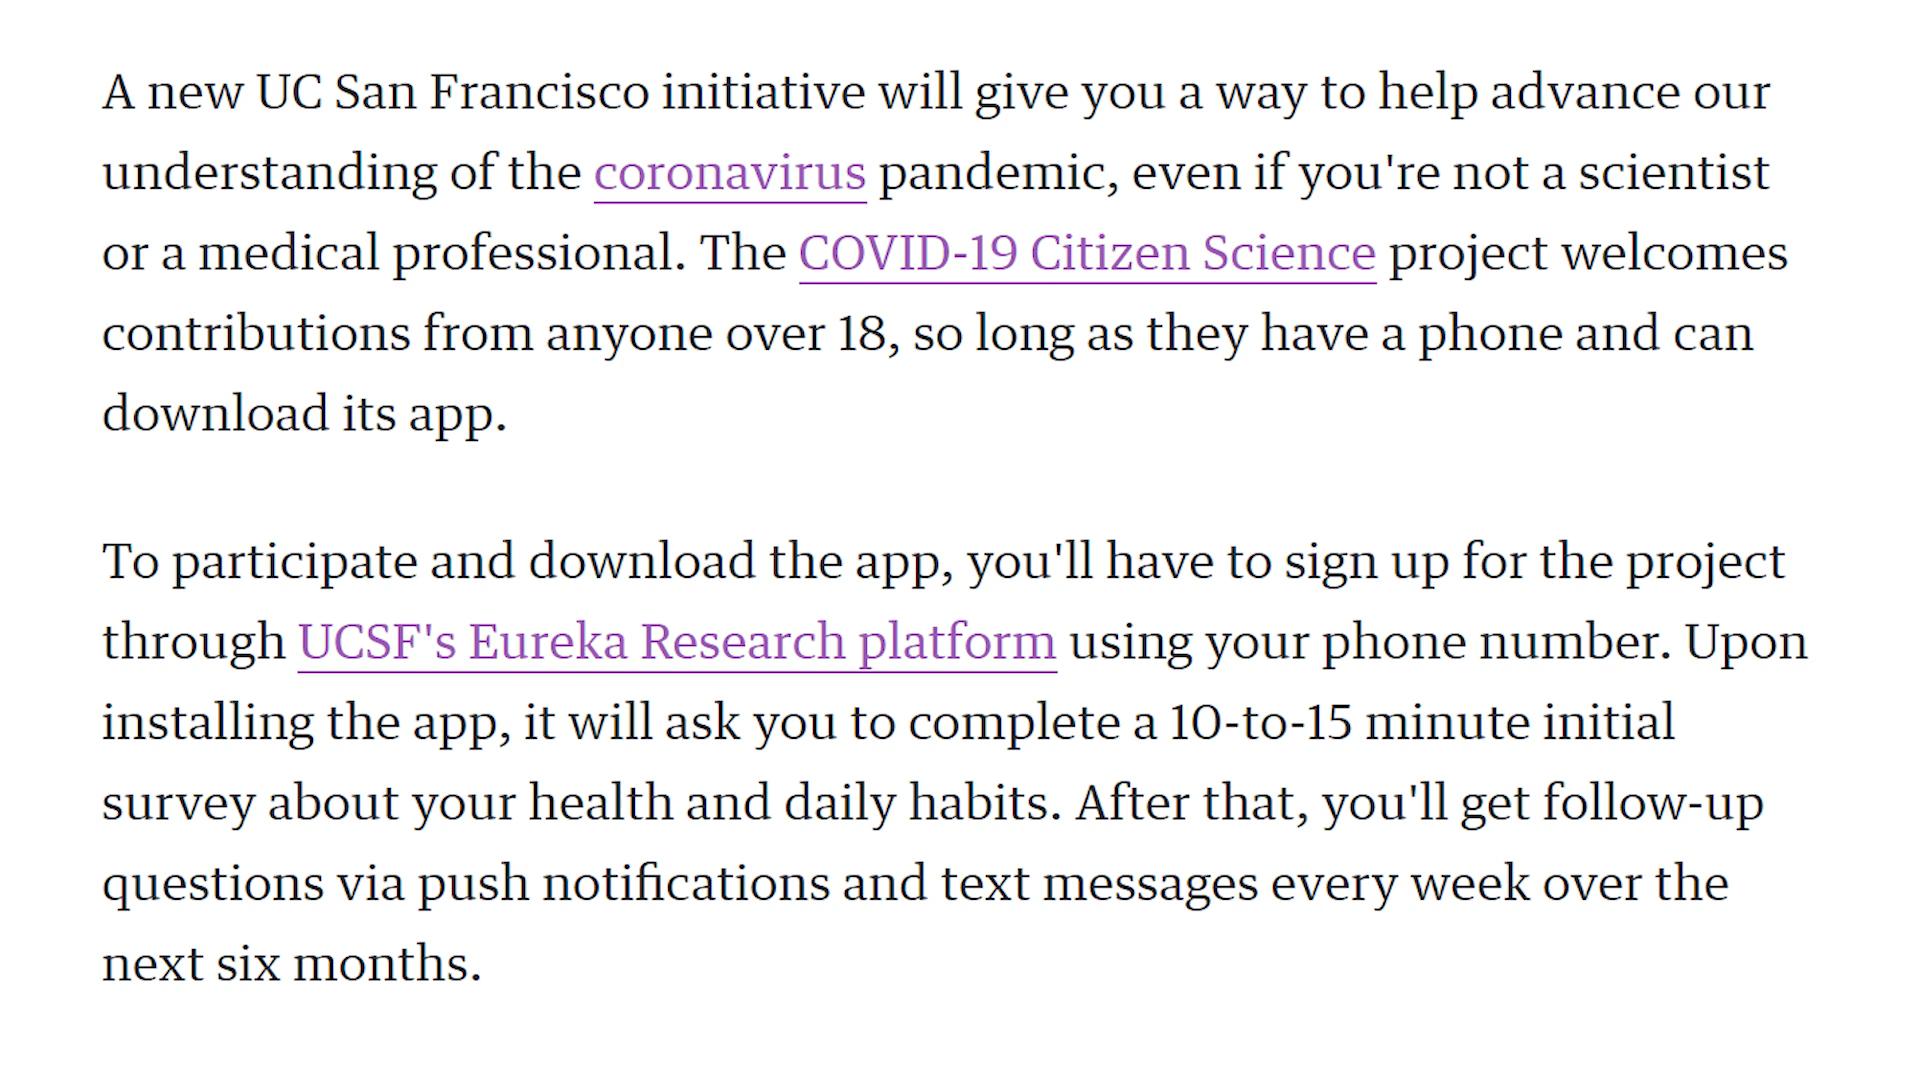 A new UC San Francisco initiative will give you a way to help advance our
understanding of the coronavirus pandemic, even if you're not a scientist
or a medical professional. The COVID-19 Citizen Science project welcomes
contributions from anyone over 18, so long as they have a phone and can
download its app.
To participate and download the app, you'll have to sign up for the project
through UCSF's Eureka Research platform using your phone number. Upon
installing the app, it will ask you to complete a 10-to-15 minute initial
survey about your health and daily habits. After that, you'll get follow-up
questions via push notifications and text messages every week over the
next six months.